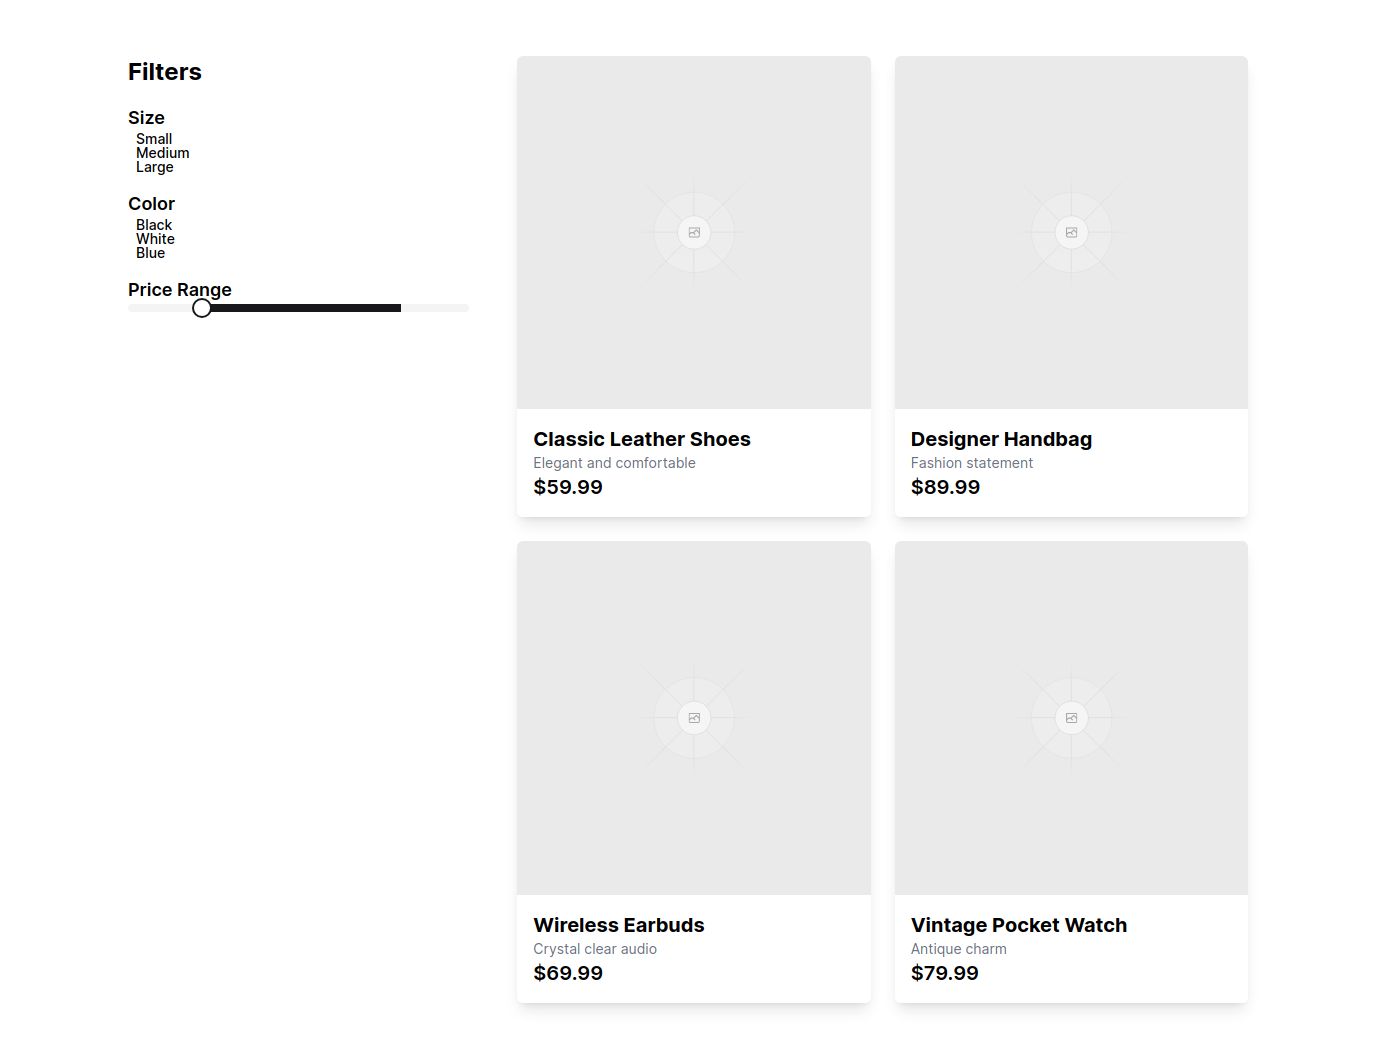 Filters
Size
Small
Medium
Large
Color
Black
White
Blue
Price Range
Classic Leather Shoes
Elegant and comfortable
$59.99
Designer Handbag
Fashion statement
$89.99
Wireless Earbuds
Crystal clear audio
$69.99
Vintage Pocket Watch
Antique charm
$79.99